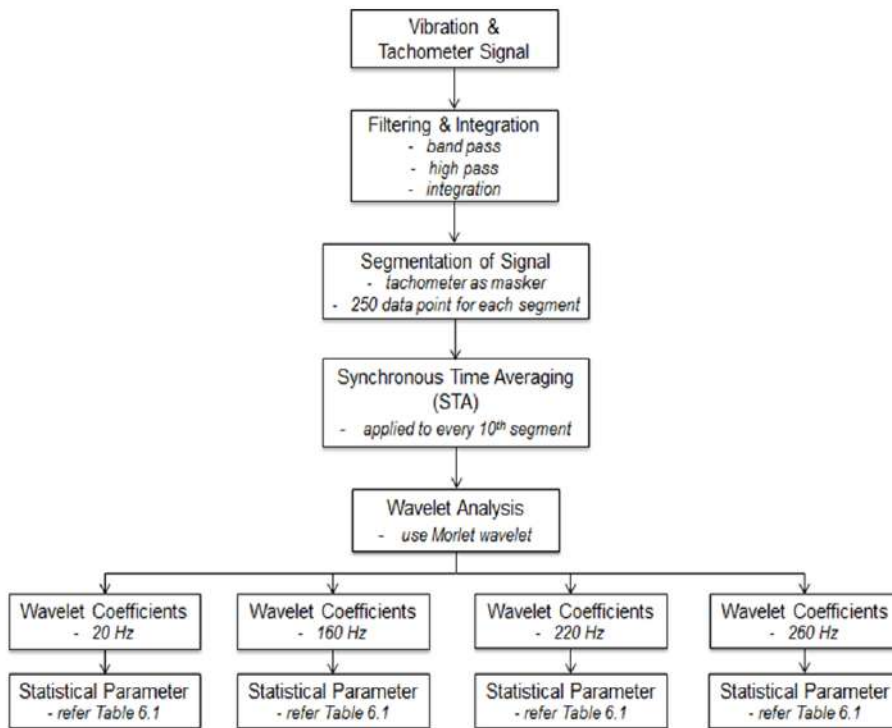 Vibration &
Tachometer Signal
Filtering & Integration
- band pass
- high pass
- integration
Segmentation of Signal
- tachometer as masker
- 250 data point for each segment
Synchronous Time Averaging
(STA)
- applied to every 10th segment
Wavelet Analysis
- use Morlet wavelet
Wavelet Coefficients
- 20 Hz
Wavelet Coefficients
- 160 Hz
Wavelet Coefficients
- 220 Hz
Wavelet Coefficients
- 260 Hz
Statistical Parameter
- refer Table 6.1
Statistical Parameter
- refer Table 6.1
Statistical Parameter
- refer Table 6.1
Statistical Parameter
- refer Table 6.1